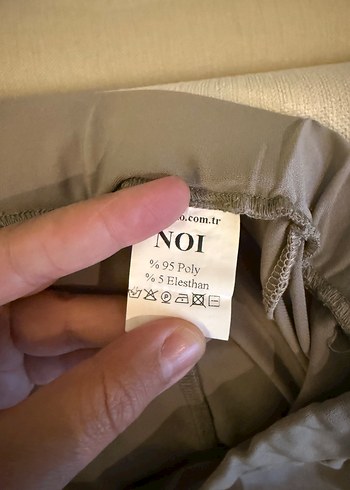 o.com.tr
NOI
% 95 Poly
% 5 Elesthan